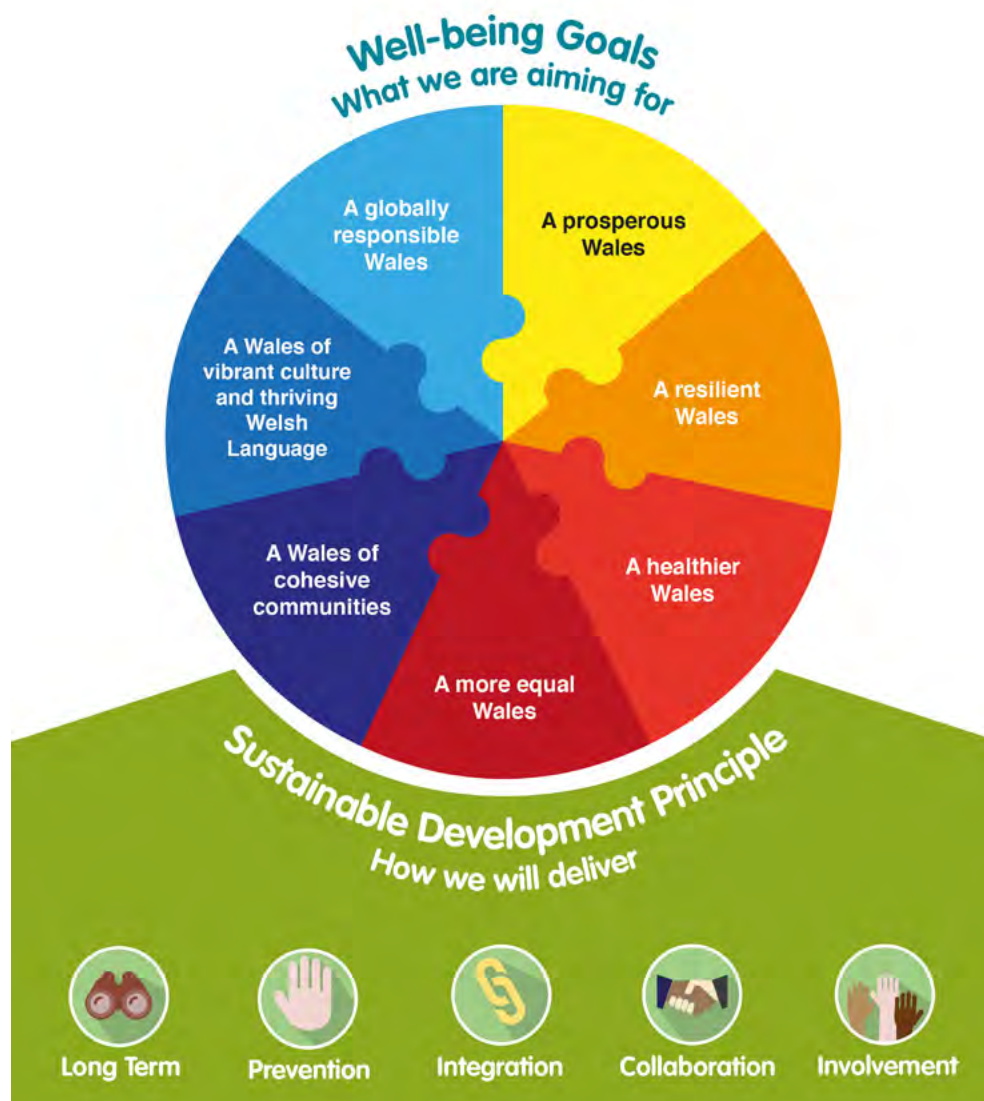 Well-being Goals
What we are aiming for
A globally
responsible
Wales
A prosperous
Wales
A Wales of
vibrant culture
and thriving
Welsh
Language
A resilient
Wales
A Wales of
cohesive
communities
A healthier
Wales
A more equal
Wales
Sustainable Development Principle
How we will deliver
Long Term
Prevention
Integration
Collaboration
Involvement